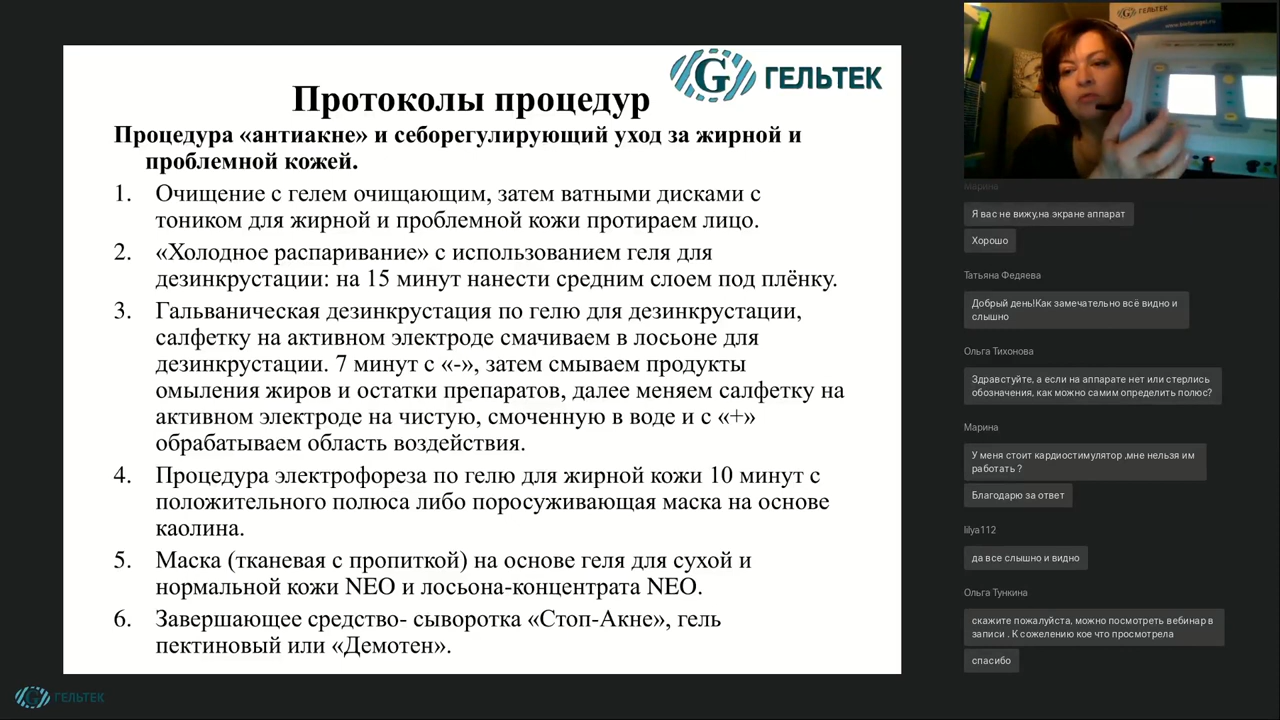 ГЕЛЬТЕК
Протоколы процедур
Процедура «антиакне» и себорегулирующий уход за жирной и
проблемной кожей.
1. Очищение с гелем очищающим, затем ватными дисками с
тоником для жирной и проблемной кожи протираем лицо.
2. «Холодное распаривание» с использованием геля для
дезинкрустации: на 15 минут нанести средним слоем под плёнку.
3. Гальваническая дезинкрустация по гелю для дезинкрустации,
салфетку на активном электроде смачиваем в лосьоне для
дезинкрустации. 7 минут с «-», затем смываем продукты
омыления жиров и остатки препаратов, далее меняем салфетку на
активном электроде на чистую, смоченную в воде и с «+»
обрабатываем область воздействия.
4. Процедура электрофореза по гелю для жирной кожи 10 минут с
положительного полюса либо поросуживающая маска на основе
каолина.
5. Маска (тканевая с пропиткой) на основе геля для сухой и
нормальной кожи NEO и лосьона-концентрата NEO.
6. Завершающее средство- сыворотка «Стоп-Акне», гель
пектиновый или «Демотен».
ГЕЛЬТЕК
ГЕЛЬТЕК
Марина
Я вас не вижу,на экране аппарат
Хорошо
Татьяна Федяева
Добрый день!Как замечательно всё видно и
слышно
Ольга Тихонова
Здравстуйте, а если на аппарате нет или стерлись
обозначения, как можно самим определить полюс?
Марина
У меня стоит кардиостимулятор ,мне нельзя им
работать ?
Благодарю за ответ
lilya112
да все слышно и видно
Ольга Тункина
скажите пожалуйста, можно посмотреть вебинар в
записи . К сожелению кое что просмотрела
спасибо